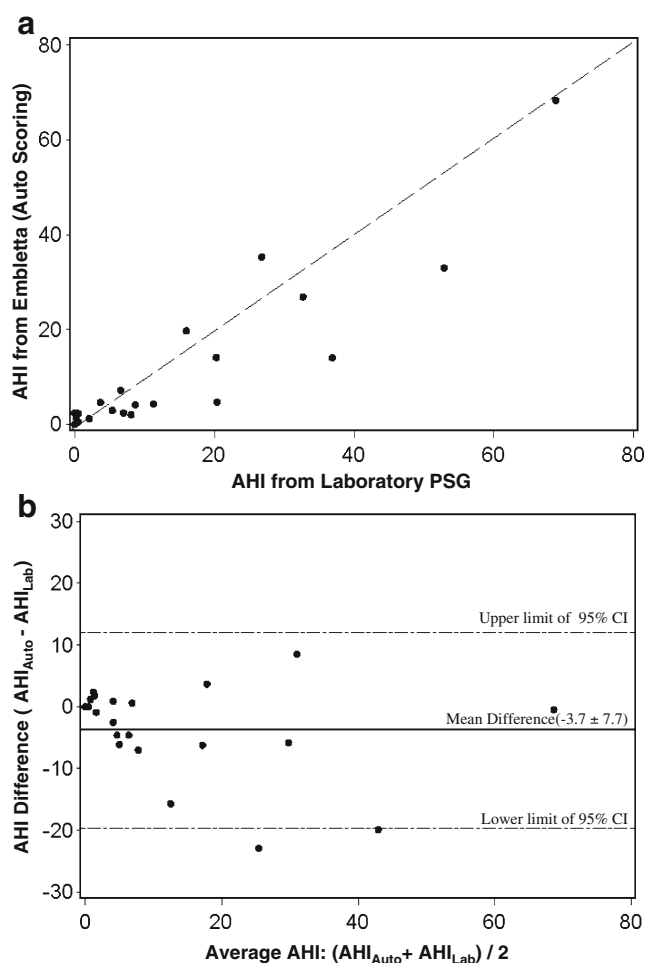 a
80
60
40
20
0
AHI from Embletta (Auto Scoring)
0 20 40 60 80
AHI from Laboratory PSG
b
30
20
10
0
-10
-20
-30
AHI Difference ( AHIAuto - AHILab)
Upper limit of 95% CI
Mean Difference(-3.7 ± 7.7)
Lower limit of 95% CI
0 20 40 60 80
Average AHI: (AHIAuto+ AHILab) / 2